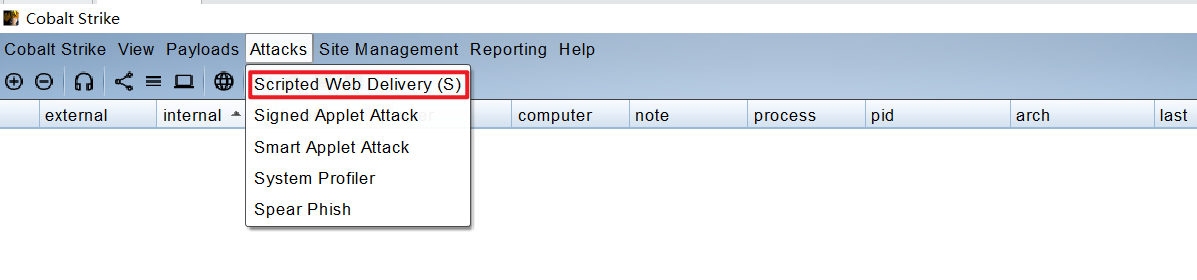 Cobalt Strike
Cobalt Strike View Payloads Attacks Site Management Reporting Help
Scripted Web Delivery (S)
external internal computer note process pid arch last
Signed Applet Attack
Smart Applet Attack
System Profiler
Spear Phish